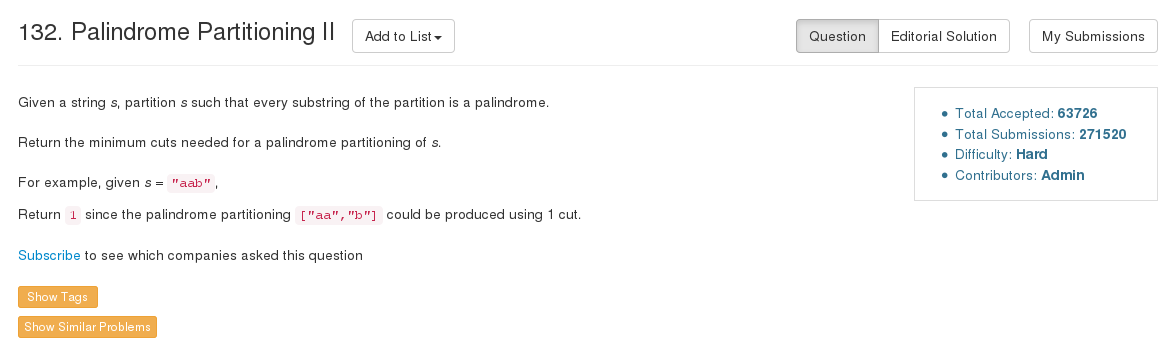 132. Palindrome Partitioning II
Add to List
Question
Editorial Solution
My Submissions
Given a string s, partition s such that every substring of the partition is a palindrome.
Return the minimum cuts needed for a palindrome partitioning of s.
For example, given s = "aab",
Return 1 since the palindrome partitioning ["aa","b"] could be produced using 1 cut.
Subscribe to see which companies asked this question
Show Tags
Show Similar Problems
Total Accepted: 63726
Total Submissions: 271520
Difficulty: Hard
Contributors: Admin